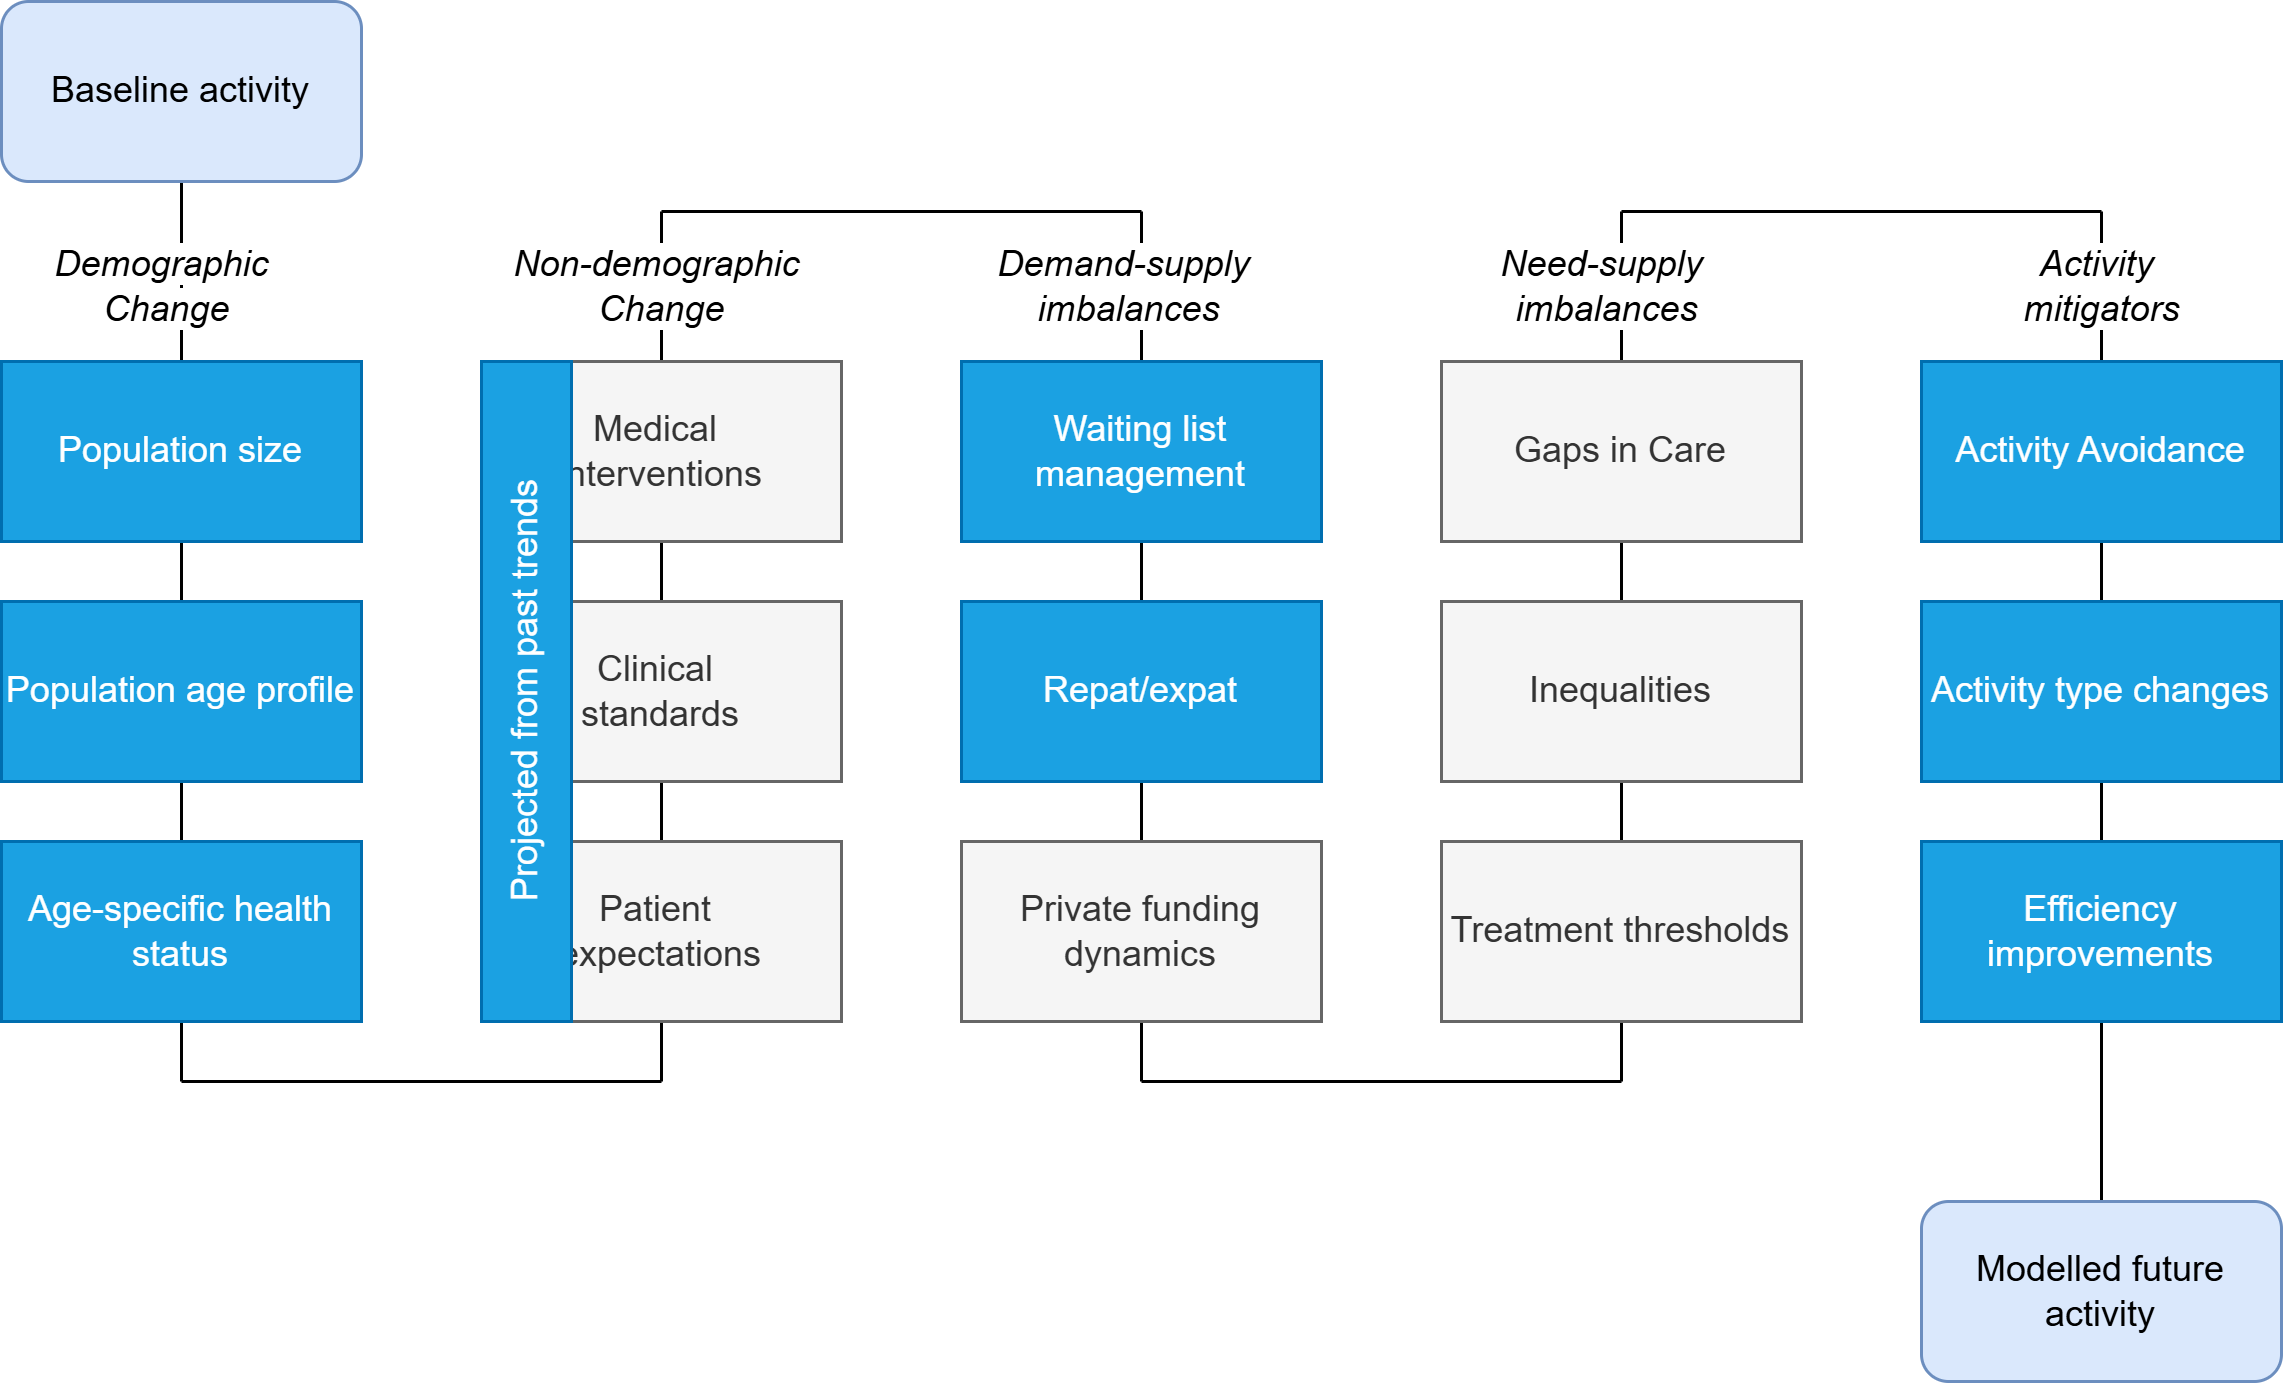 Baseline activity
Demographic
Change
Population size
Population age profile
Age-specific health
status
Non-demographic
Change
Projected from past trends
Medical
nterventions
Clinical
standards
Patient
expectations
Demand-supply
imbalances
Waiting list
management
Repat/expat
Private funding
dynamics
Need-supply
imbalances
Gaps in Care
Inequalities
Treatment thresholds
Activity
mitigators
Activity Avoidance
Activity type changes
Efficiency
improvements
Modelled future
activity